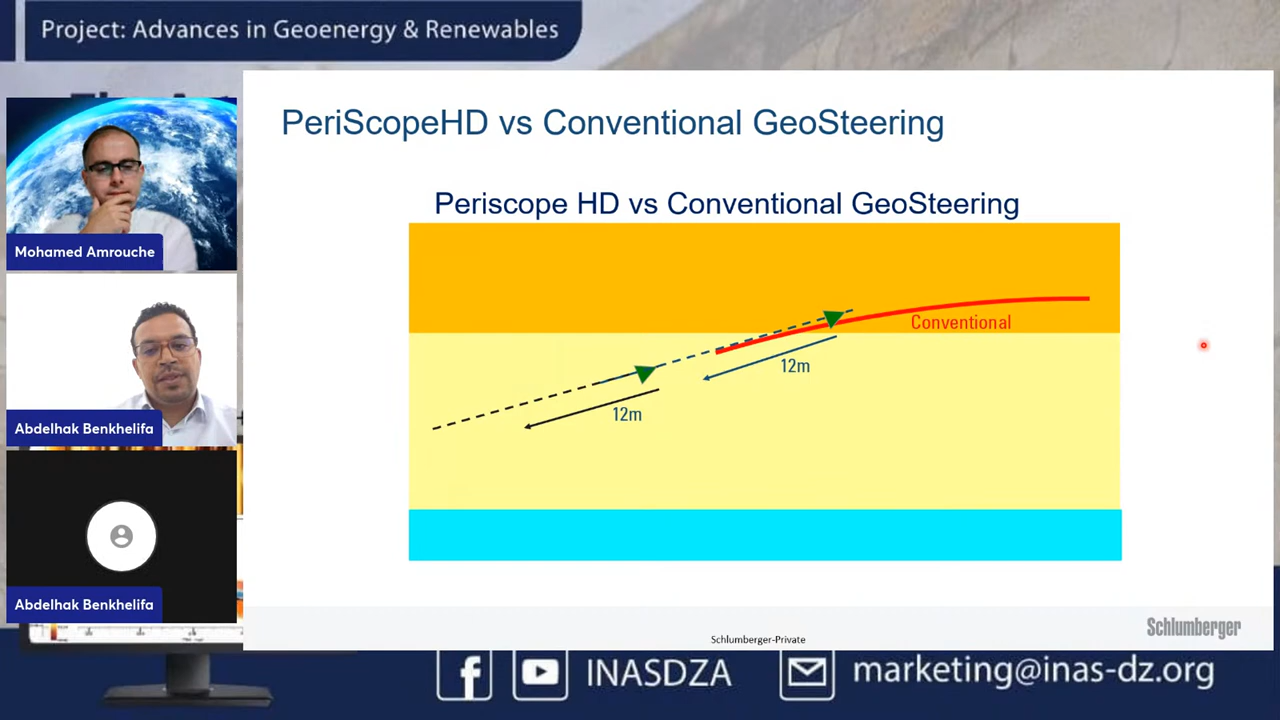 Project: Advances in Geoenergy & Renewables
PeriScopeHD vs Conventional GeoSteering
Periscope HD vs Conventional GeoSteering
Conventional
12m
12m
Mohamed Amrouche
Abdelhak Benkhelifa
Abdelhak Benkhelifa
Schlumberger-Private
Schlumberger
INASDZA
marketing@inas-dz.org